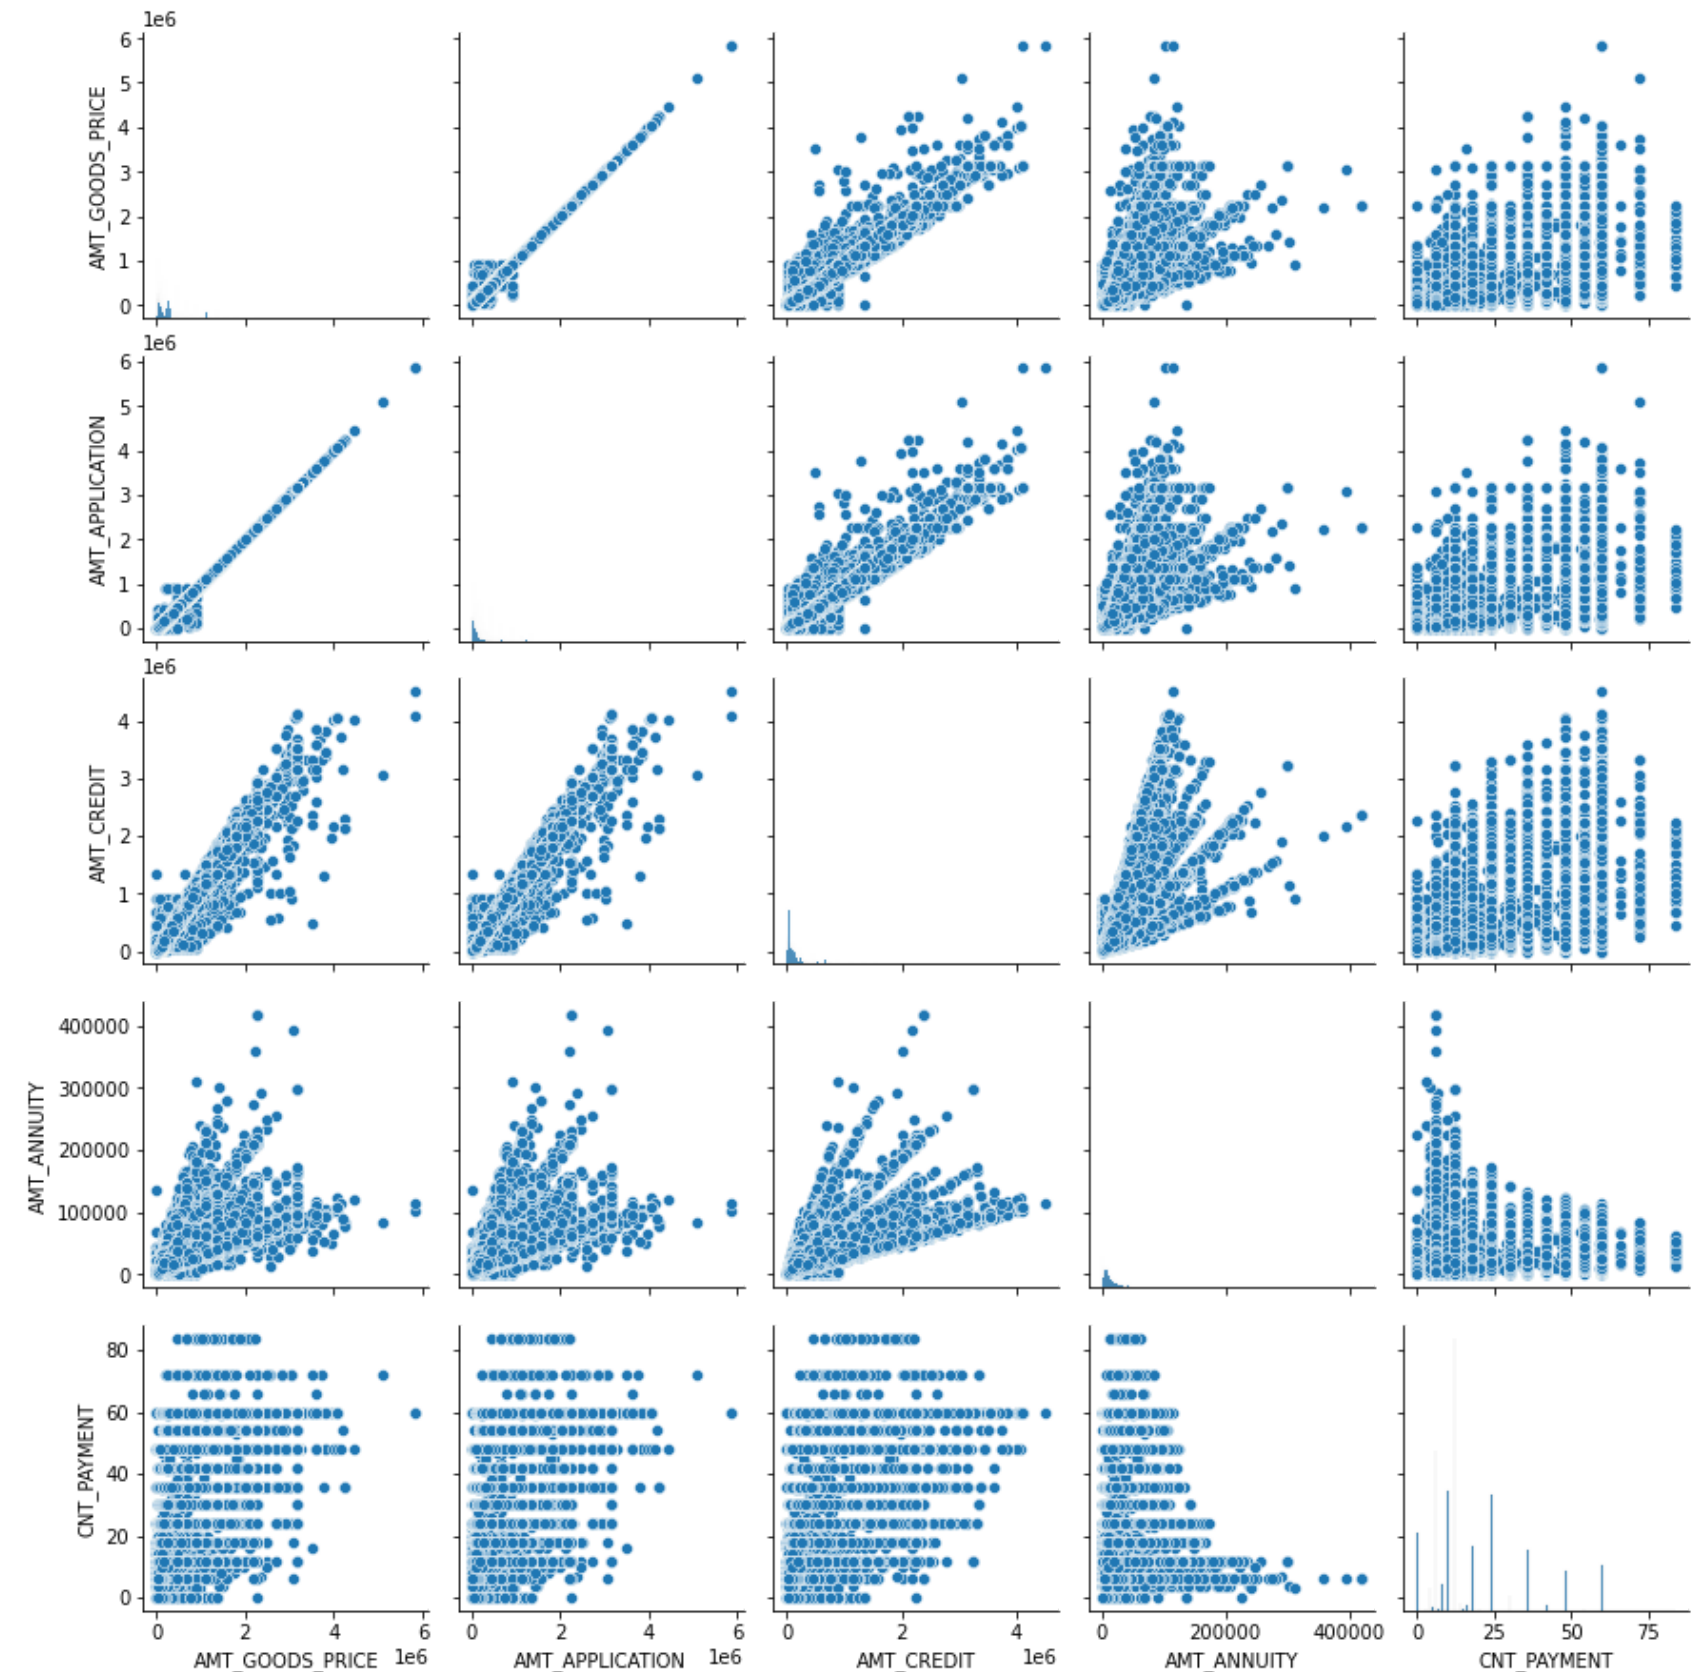 1e6
6
5
4
3
2
1
0
AMT_GOODS_PRICE
1e6
6
5
4
3
2
1
0
AMT_APPLICATION
1e6
4
3
2
1
0
AMT_CREDIT
400000
300000
200000
100000
0
AMT_ANNUITY
80
60
40
20
0
CNT_PAYMENT
0 2 4 6 0 2 4 6 0 2 4 0 200000 400000 0 25 50 75
AMT_GOODS_PRICE 1e6 AMT_APPLICATION 1e6 AMT_CREDIT 1e6 AMT_ANNUITY CNT_PAYMENT